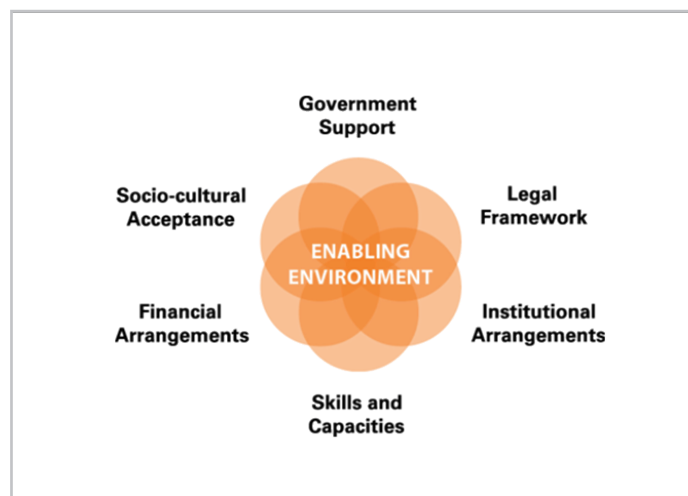 Government
Support
Socio-cultural
Acceptance
Legal
Framework
ENABLING
ENVIRONMENT
Financial
Arrangements
Institutional
Arrangements
Skills and
Capacities